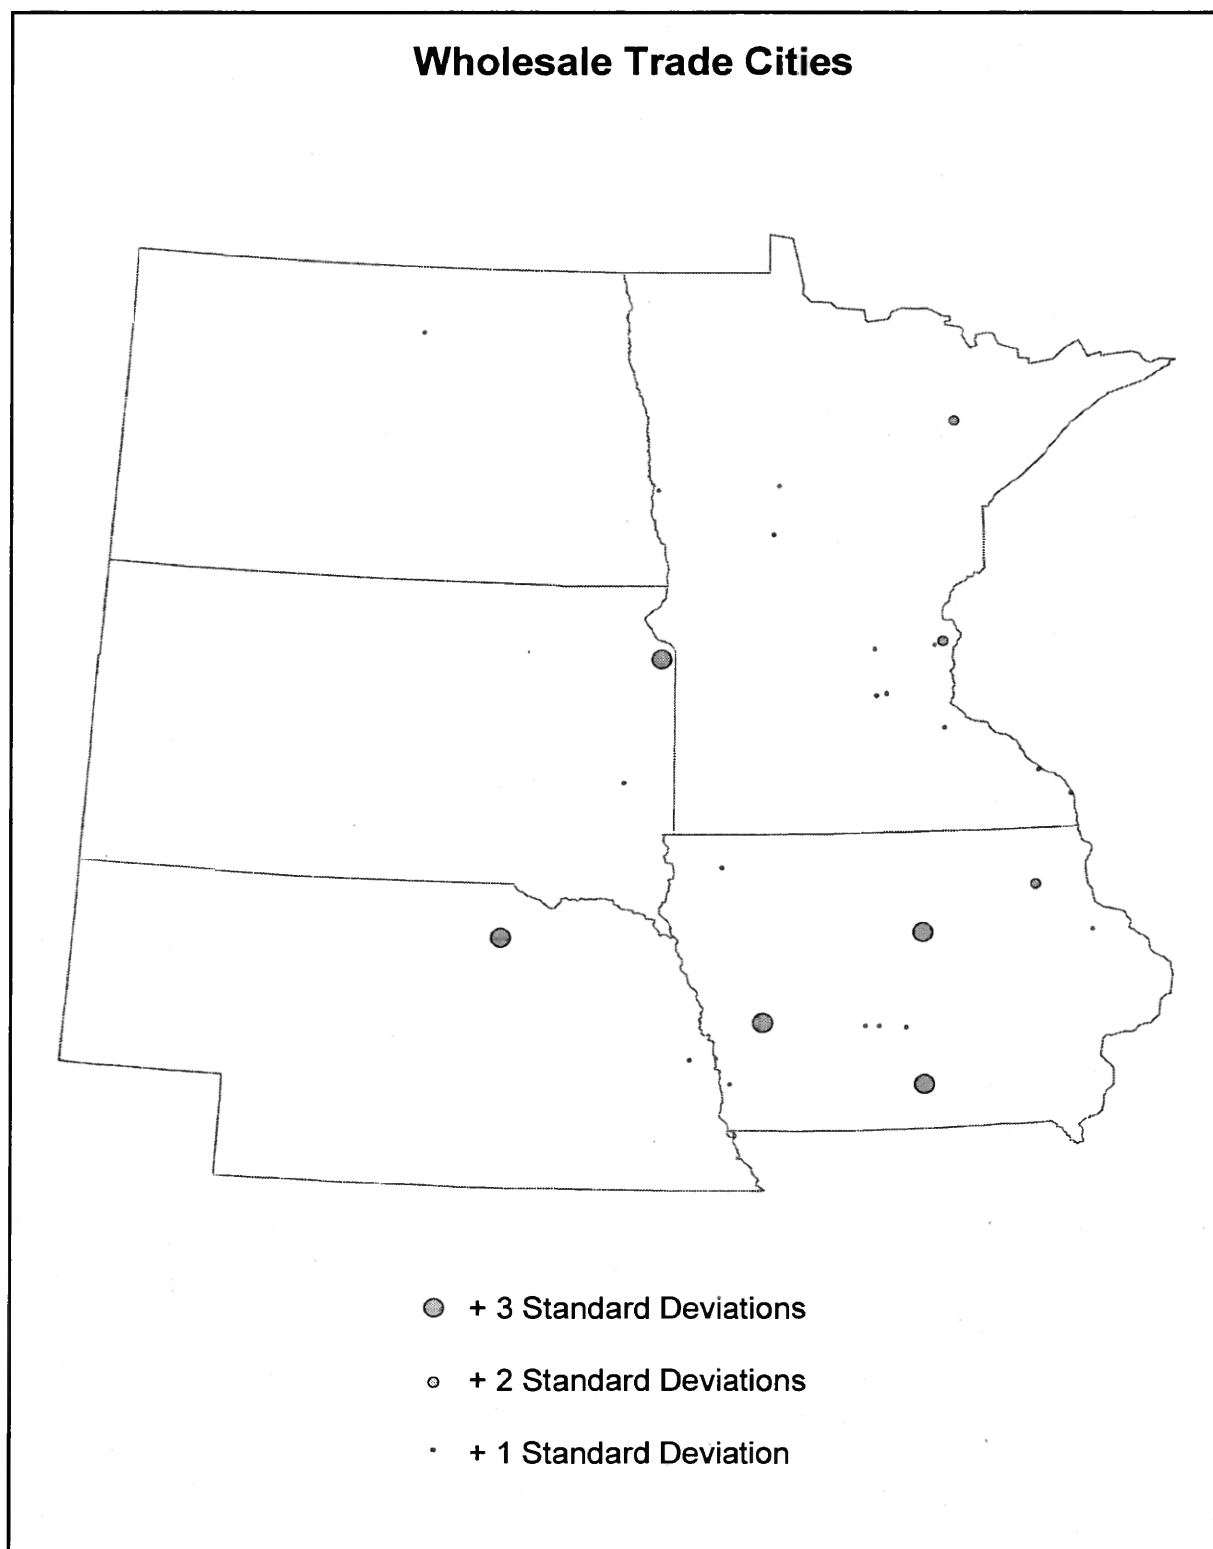 Wholesale Trade Cities
+ 3 Standard Deviations
+ 2 Standard Deviations
+ 1 Standard Deviation